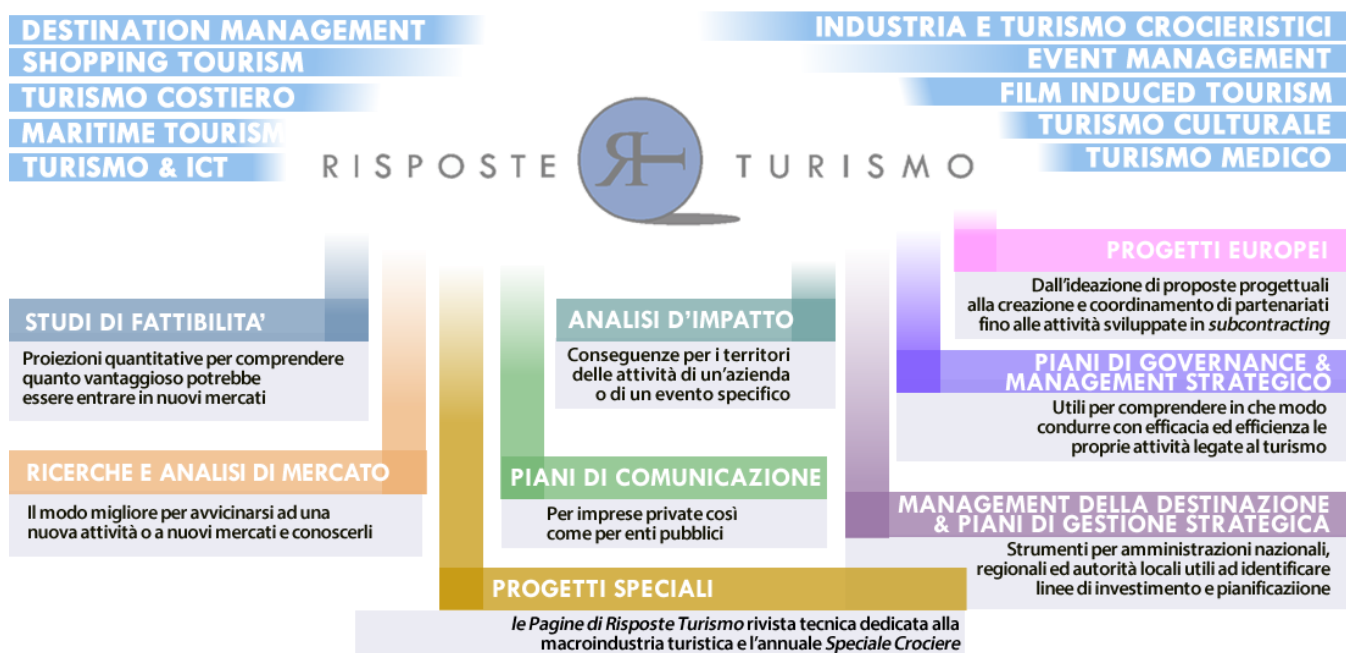 DESTINATION MANAGEMENT
SHOPPING TOURISM
TURISMO COSTIERO
MARITIME TOURISM
TURISMO & ICT
INDUSTRIA E TURISMO CROCIERISTICI
EVENT MANAGEMENT
FILM INDUCED TOURISM
TURISMO CULTURALE
TURISMO MEDICO
RISPOSTE RT TURISMO
STUDI DI FATTIBILITA'
Proiezioni quantitative per comprendere
quanto vantaggioso potrebbe
essere entrare in nuovi mercati
RICERCHE E ANALISI DI MERCATO
Il modo migliore per avvicinarsi ad una
nuova attività o a nuovi mercati e conoscerli
ANALISI D'IMPATTO
Conseguenze per i territori
delle attività di un'azienda
o di un evento specifico
PIANI DI COMUNICAZIONE
Per imprese private così
come per enti pubblici
PROGETTI SPECIALI
le Pagine di Risposte Turismo rivista tecnica dedicata alla
macroindustria turistica e l'annuale Speciale Crociere
PROGETTI EUROPEI
Dall'ideazione di proposte progettuali
alla creazione e coordinamento di partenariati
fino alle attività sviluppate in subcontracting
PIANI DI GOVERNANCE &
MANAGEMENT STRATEGICO
Utili per comprendere in che modo
condurre con efficacia ed efficienza le
proprie attività legate al turismo
MANAGEMENT DELLA DESTINAZIONE
& PIANI DI GESTIONE STRATEGICA
Strumenti per amministrazioni nazionali,
regionali ed autorità locali utili ad identificare
linee di investimento e pianificaziione